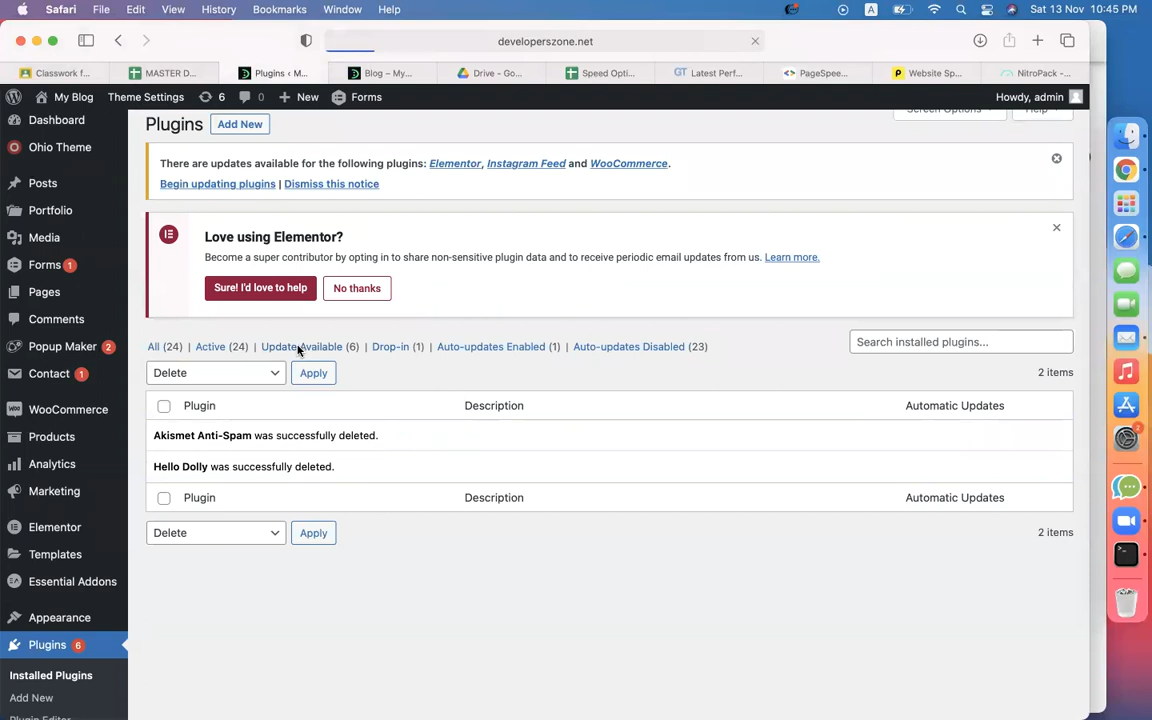 Safari File Edit View History Bookmarks Window Help A Sat 13 Nov 10:45 PM
developerszone.net
Classwork f... MASTER D... Plugins ‹ M... Blog – My... Drive - Go... Speed Opti... GT Latest Perf... PageSpee... P Website Sp... NitroPack -...
My Blog Theme Settings 6 0 New Forms Howdy, admin
Dashboard
Ohio Theme
Posts
Portfolio
Media
Forms 1
Pages
Comments
Popup Maker 2
Contact 1
WooCommerce
Products
Analytics
Marketing
Elementor
Templates
Essential Addons
Appearance
Plugins 6
Installed Plugins
Add New
Plugin Editor
Screen Options Help
Plugins Add New
There are updates available for the following plugins: Elementor, Instagram Feed and WooCommerce.
Begin updating plugins | Dismiss this notice
Love using Elementor?
Become a super contributor by opting in to share non-sensitive plugin data and to receive periodic email updates from us. Learn more.
Sure! I'd love to help No thanks
All (24) | Active (24) | Update Available (6) | Drop-in (1) | Auto-updates Enabled (1) | Auto-updates Disabled (23)
Search installed plugins...
Delete Apply 2 items
Plugin Description Automatic Updates
Akismet Anti-Spam was successfully deleted.
Hello Dolly was successfully deleted.
Plugin Description Automatic Updates
Delete Apply 2 items
2